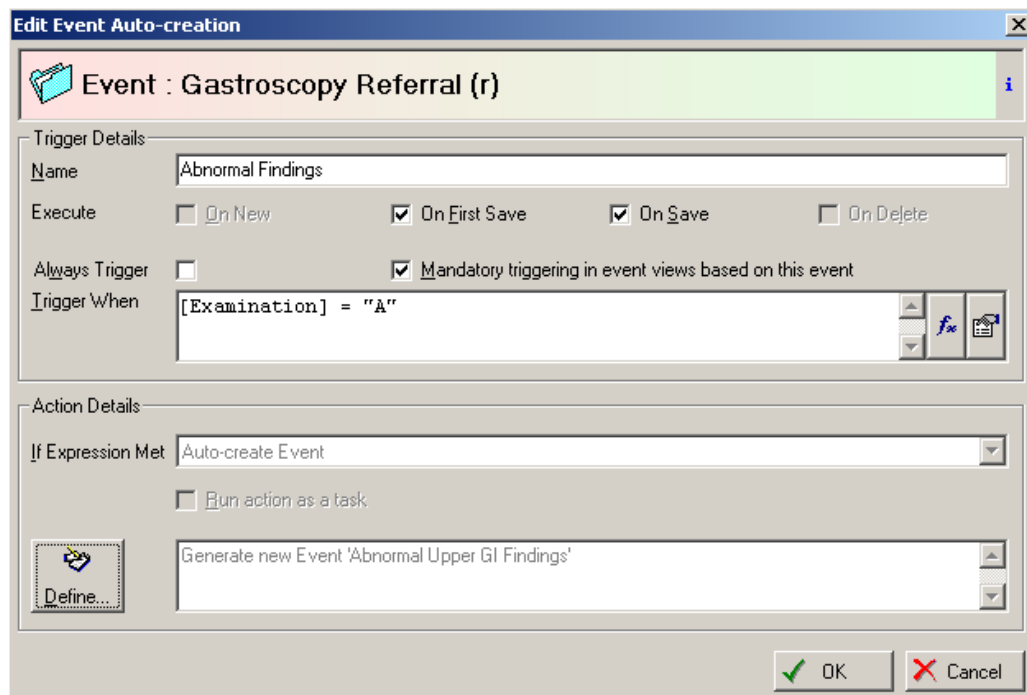 Edit Event Auto-creation
Event : Gastroscopy Referral (r)
i
Trigger Details
Name Abnormal Findings
Execute On New On First Save On Save On Delete
Always Trigger Mandatory triggering in event views based on this event
Trigger When [Examination] = "A"
fx
Action Details
If Expression Met Auto-create Event
Run action as a task
Define... Generate new Event 'Abnormal Upper GI Findings'
OK Cancel